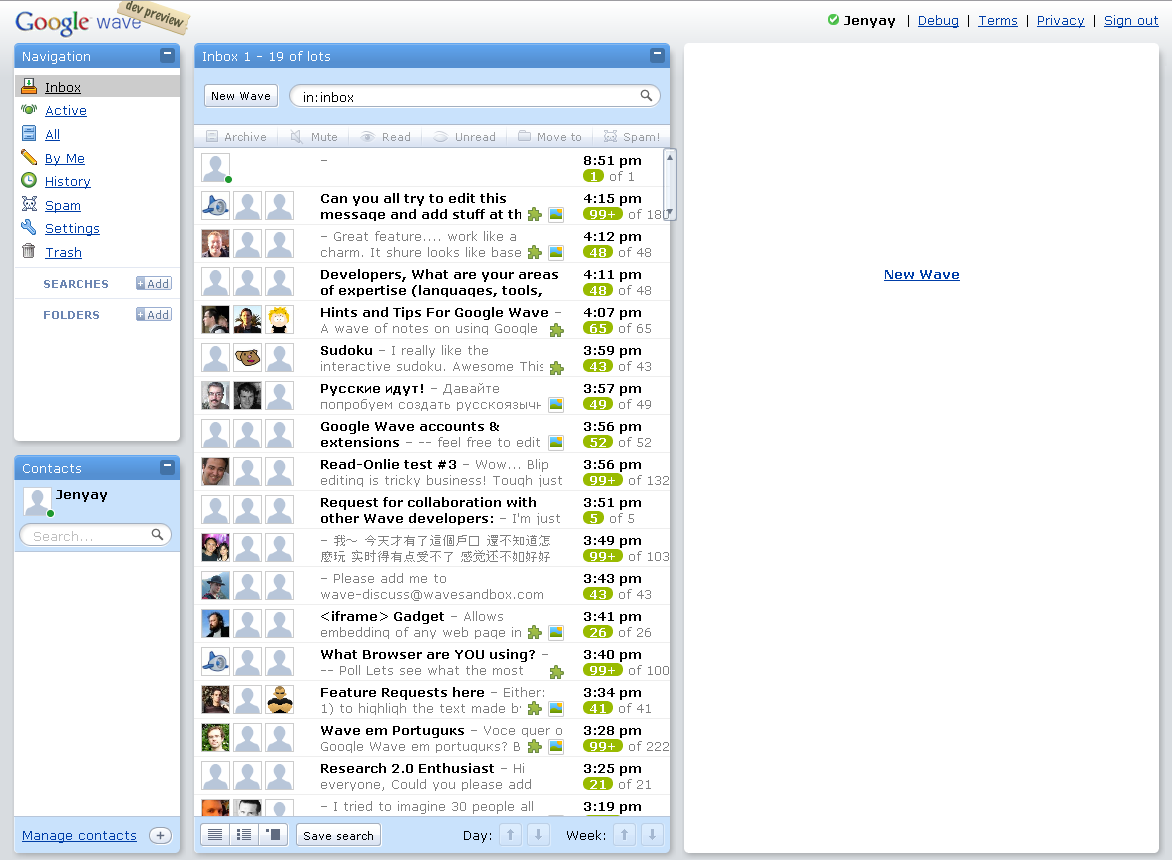 Google wave dev preview
Jenyay | Debug | Terms | Privacy | Sign out
Navigation
Inbox
Active
All
By Me
History
Spam
Settings
Trash
SEARCHES +Add
FOLDERS +Add
Contacts
Jenyay
Search...
Manage contacts +
Inbox 1 - 19 of lots
New Wave in:inbox
Archive Mute Read Unread Move to Spam!
– 8:51 pm
1 of 1
Can you all try to edit this 4:15 pm
message and add stuff at th 99+ of 180
– Great feature.... work like a 4:12 pm
charm. It shure looks like base 48 of 48
Developers, What are your areas 4:11 pm
of expertise (languages, tools, 48 of 48
Hints and Tips For Google Wave – 4:07 pm
A wave of notes on using Google 65 of 65
Sudoku – I really like the 3:59 pm
interactive sudoku. Awesome This 43 of 43
Русские идут! – Давайте 3:57 pm
попробуем создать русскоязычн 49 of 49
Google Wave accounts & 3:56 pm
extensions – -- feel free to edit 52 of 52
Read-Onlie test #3 – Wow... Blip 3:56 pm
editing is tricky business! Tough just 99+ of 132
Request for collaboration with 3:51 pm
other Wave developers: – I'm just 5 of 5
– 我～ 今天才有了這個戶口 還不知道怎 3:49 pm
麼玩 实时得有点受不了 感觉还不如好好 99+ of 103
– Please add me to 3:43 pm
wave-discuss@wavesandbox.com 43 of 43
<iframe> Gadget – Allows 3:41 pm
embedding of any web page in 26 of 26
What Browser are YOU using? – 3:40 pm
-- Poll Lets see what the most 99+ of 100
Feature Requests here – Either: 3:34 pm
1) to highligh the text made b 41 of 41
Wave em Portuguкs – Voce quer o 3:28 pm
Google Wave em portuguкs? B 99+ of 222
Research 2.0 Enthusiast – Hi 3:25 pm
everyone, Could you please add 21 of 21
– I tried to imagine 30 people all 3:19 pm
Save search Day: Week:
New Wave